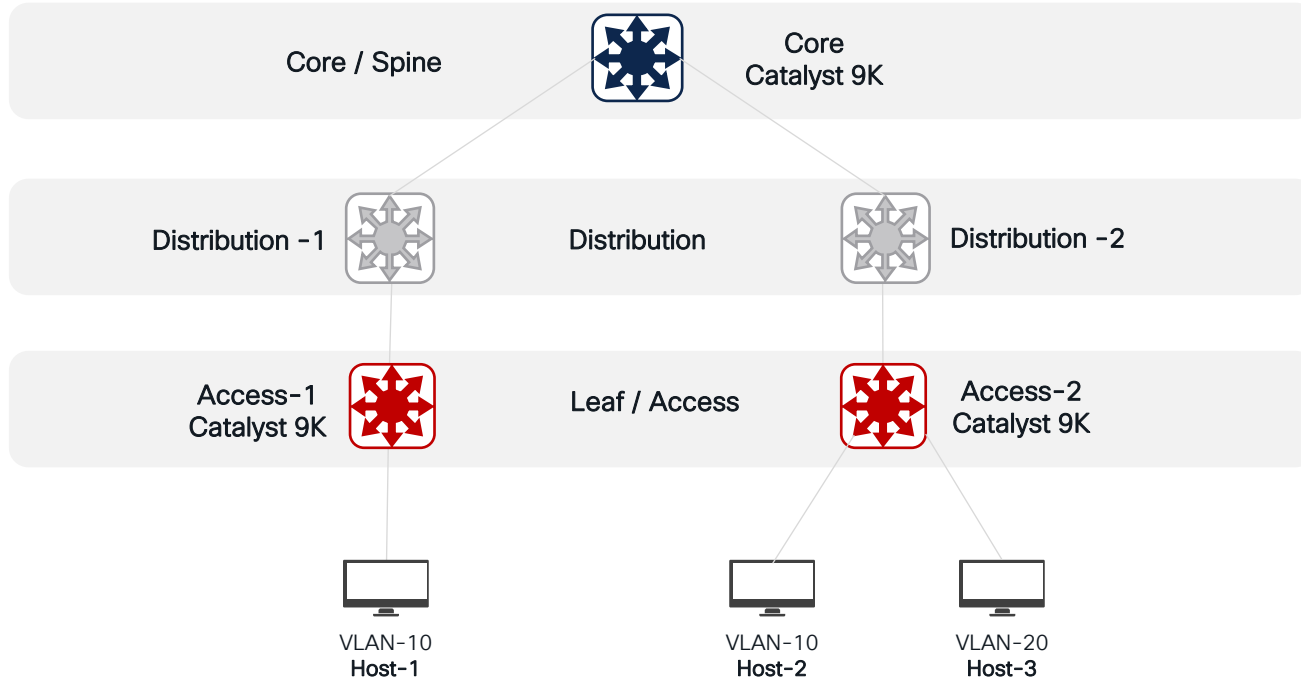 Core / Spine
Core
Catalyst 9K
Distribution -1
Distribution
Distribution -2
Access-1
Catalyst 9K
Leaf / Access
Access-2
Catalyst 9K
VLAN-10
Host-1
VLAN-10
Host-2
VLAN-20
Host-3